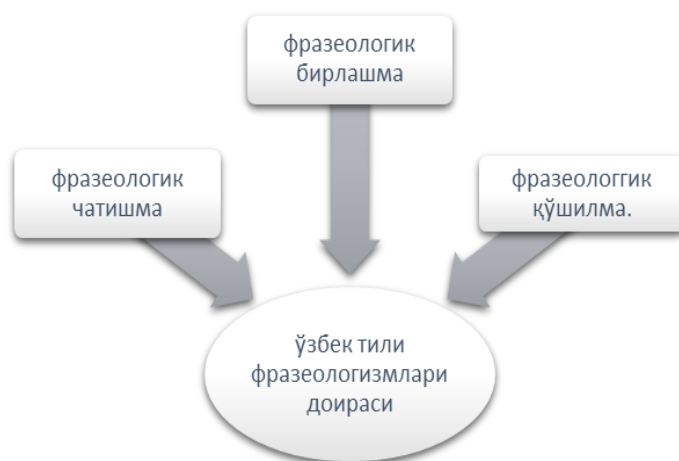 фразеологик
бирлашма
фразеологик
чатишма
фразеологгик
қўшилма.
ўзбек тили
фразеологизмлари
доираси